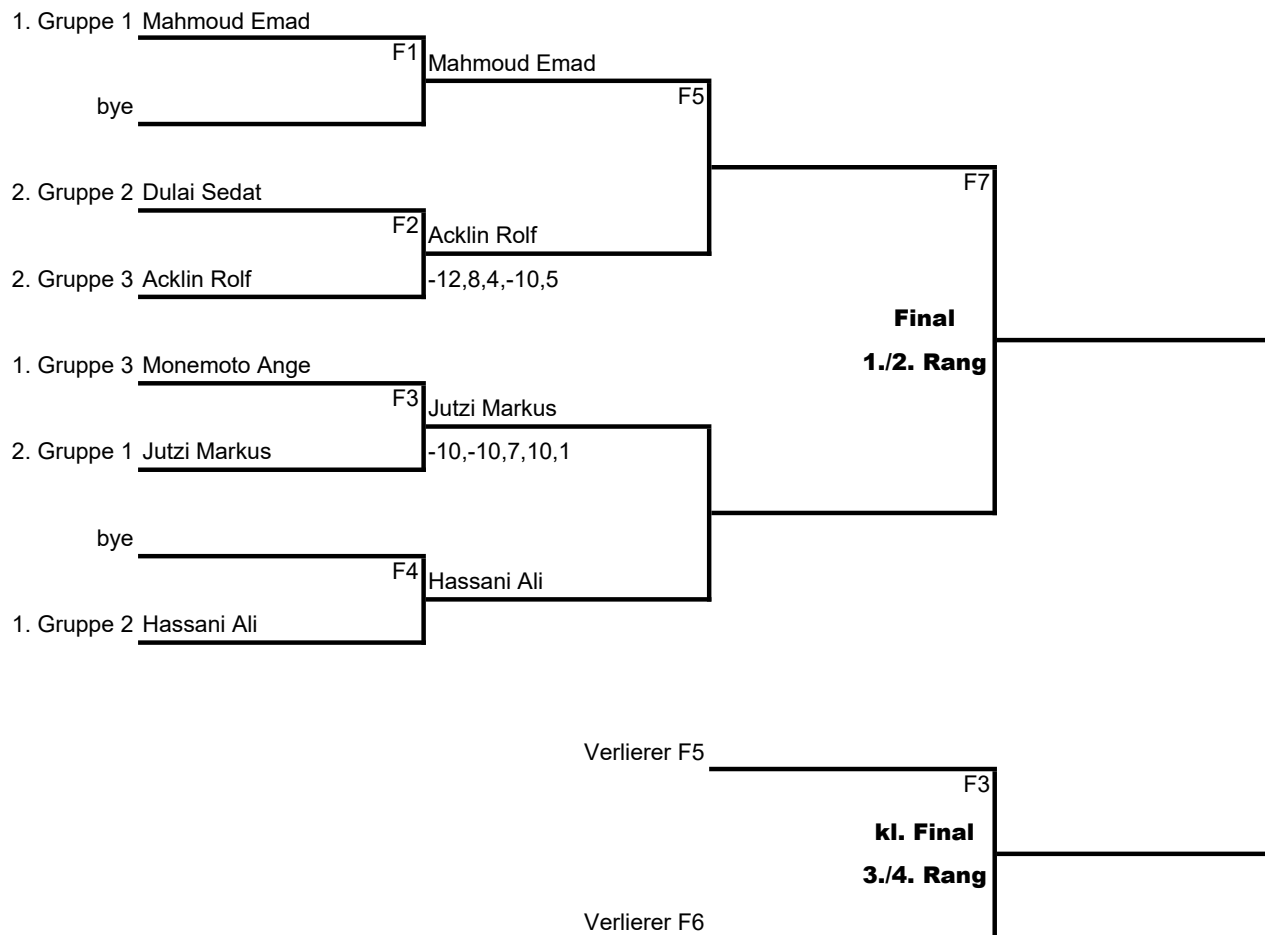 1. Gruppe 1 Mahmoud Emad
F1
Mahmoud Emad
F5
bye
F7
2. Gruppe 2 Dulai Sedat
F2
Acklin Rolf
2. Gruppe 3 Acklin Rolf
-12,8,4,-10,5
Final
1./2. Rang
1. Gruppe 3 Monemoto Ange
F3
Jutzi Markus
2. Gruppe 1 Jutzi Markus
-10,-10,7,10,1
bye
F4
Hassani Ali
1. Gruppe 2 Hassani Ali
Verlierer F5
F3
kl. Final
3./4. Rang
Verlierer F6